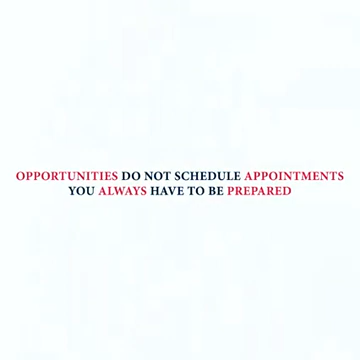 OPPORTUNITIES DO NOT SCHEDULE APPOINTMENTS
YOU ALWAYS HAVE TO BE PREPARED